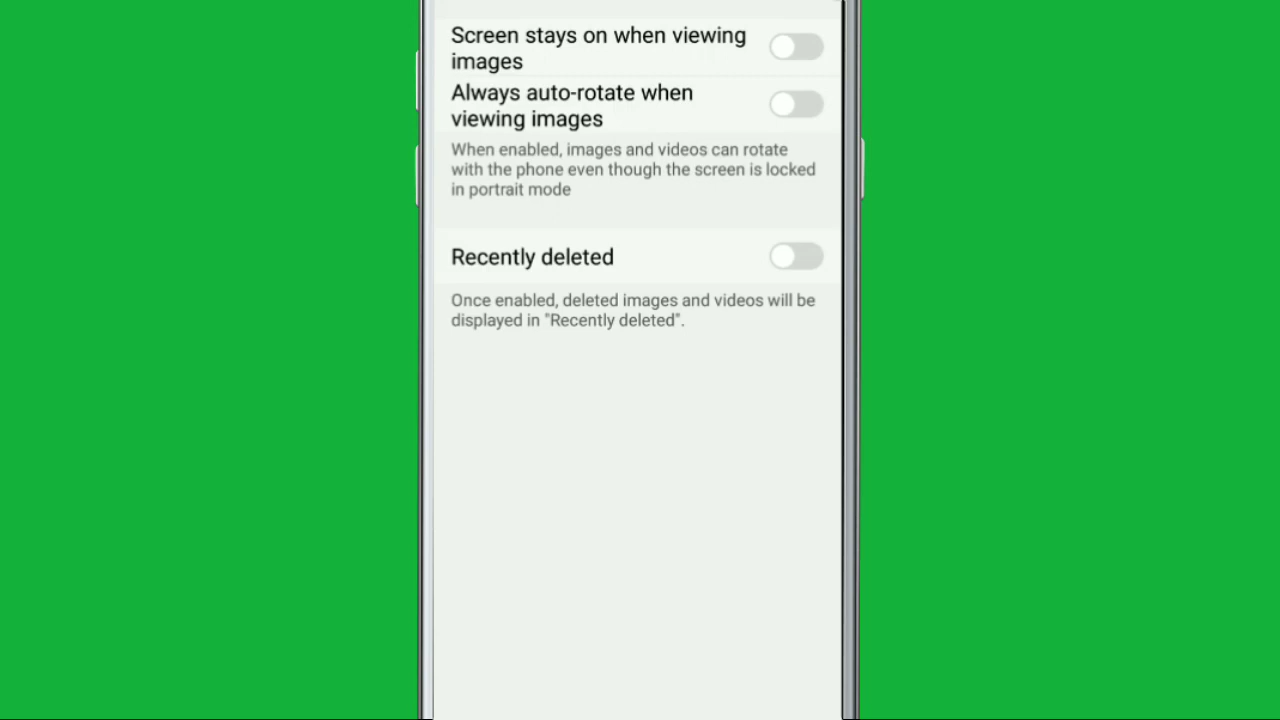 Screen stays on when viewing
images
Always auto-rotate when
viewing images
When enabled, images and videos can rotate
with the phone even though the screen is locked
in portrait mode
Recently deleted
Once enabled, deleted images and videos will be
displayed in "Recently deleted".